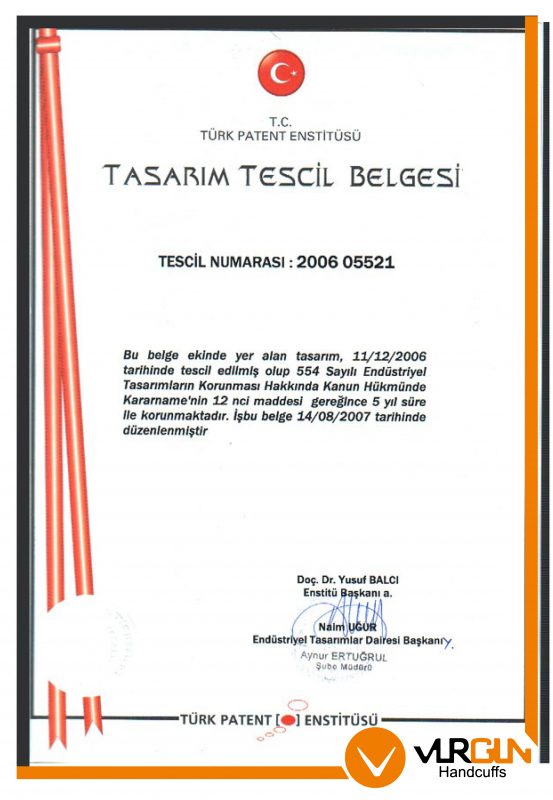 T.C.
TÜRK PATENT ENSTİTÜSÜ
TASARIM TESCİL BELGESİ
TESCİL NUMARASI : 2006 05521
Bu belge ekinde yer alan tasarım, 11/12/2006
tarihinde tescil edilmiş olup 554 Sayılı Endüstriyel
Tasarımların Korunması Hakkında Kanun Hükmünde
Kararname'nin 12 nci maddesi gereğince 5 yıl süre
ile korunmaktadır. İşbu belge 14/08/2007 tarihinde
düzenlenmiştir
Doç. Dr. Yusuf BALCI
Enstitü Başkanı a.
Naim UĞUR
Endüstriyel Tasarımlar Dairesi Başkanı y.
Aynur ERTUĞRUL
Şube Müdürü
TÜRK PATENT [ ] ENSTİTÜSÜ
VURGUN
Handcuffs